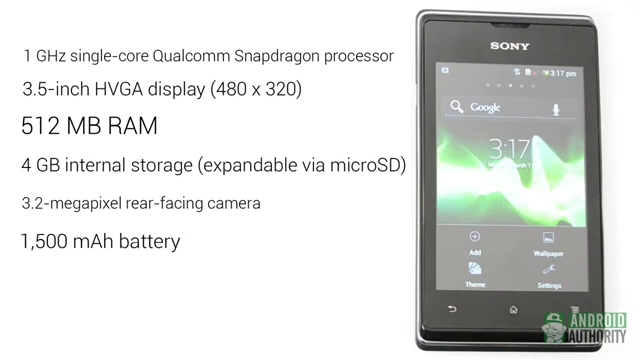 1 GHz single-core Qualcomm Snapdragon processor
3.5-inch HVGA display (480 x 320)
512 MB RAM
4 GB internal storage (expandable via microSD)
3.2-megapixel rear-facing camera
1,500 mAh battery
SONY
3:17 pm
Google
3:17
Add
Wallpaper
Theme
Settings
ANDROID
AUTHORITY